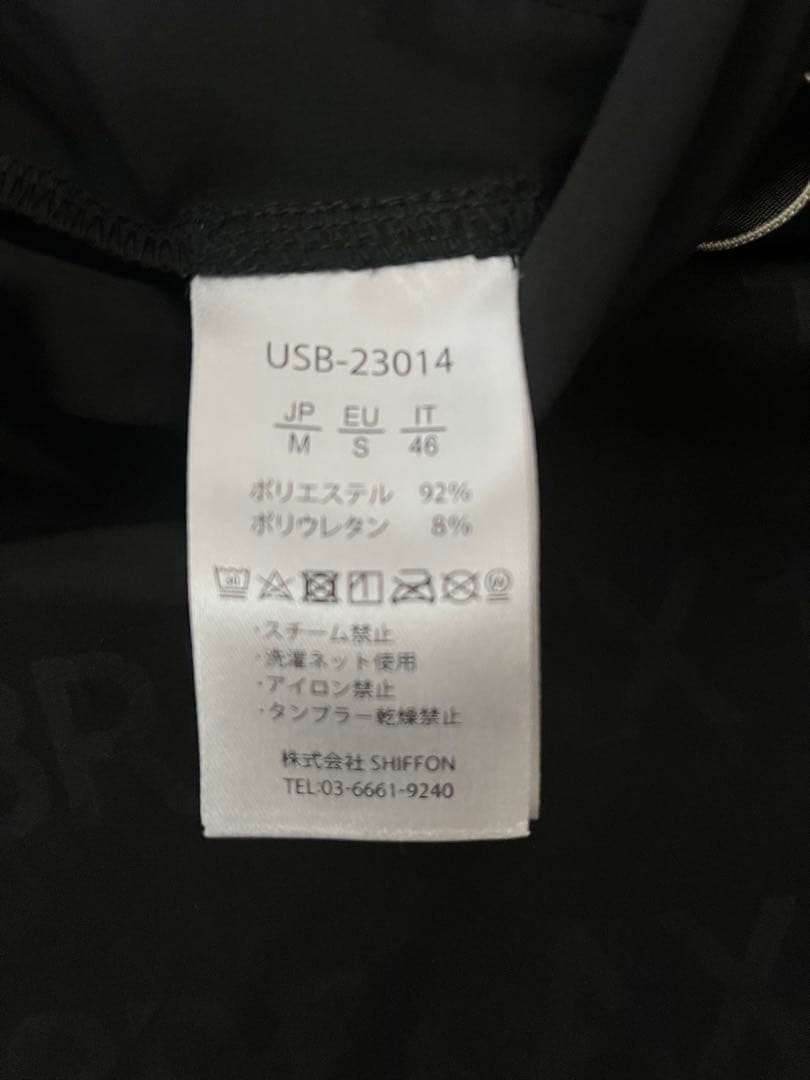 USB-23014
JP EU IT
M S 46
ポリエステル 92%
ポリウレタン 8%
・スチーム禁止
・洗濯ネット使用
・アイロン禁止
・タンブラー乾燥禁止
株式会社 SHIFFON
TEL:03-6661-9240